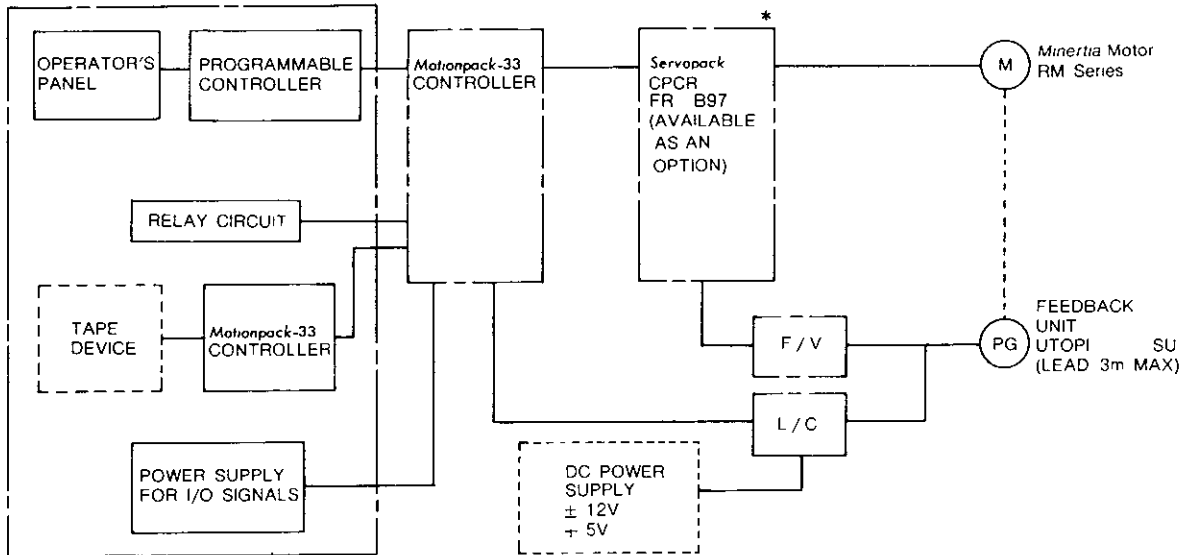 *
OPERATOR'S
PANEL
PROGRAMMABLE
CONTROLLER
Motionpack-33
CONTROLLER
Servopack
CPCR
FR B97
(AVAILABLE
AS AN
OPTION)
M
Minertia Motor
RM Series
RELAY CIRCUIT
TAPE
DEVICE
Motionpack-33
CONTROLLER
F/V
L/C
PG
FEEDBACK
UNIT
UTOPI SU
(LEAD 3m MAX)
POWER SUPPLY
FOR I/O SIGNALS
DC POWER
SUPPLY
± 12V
+ 5V